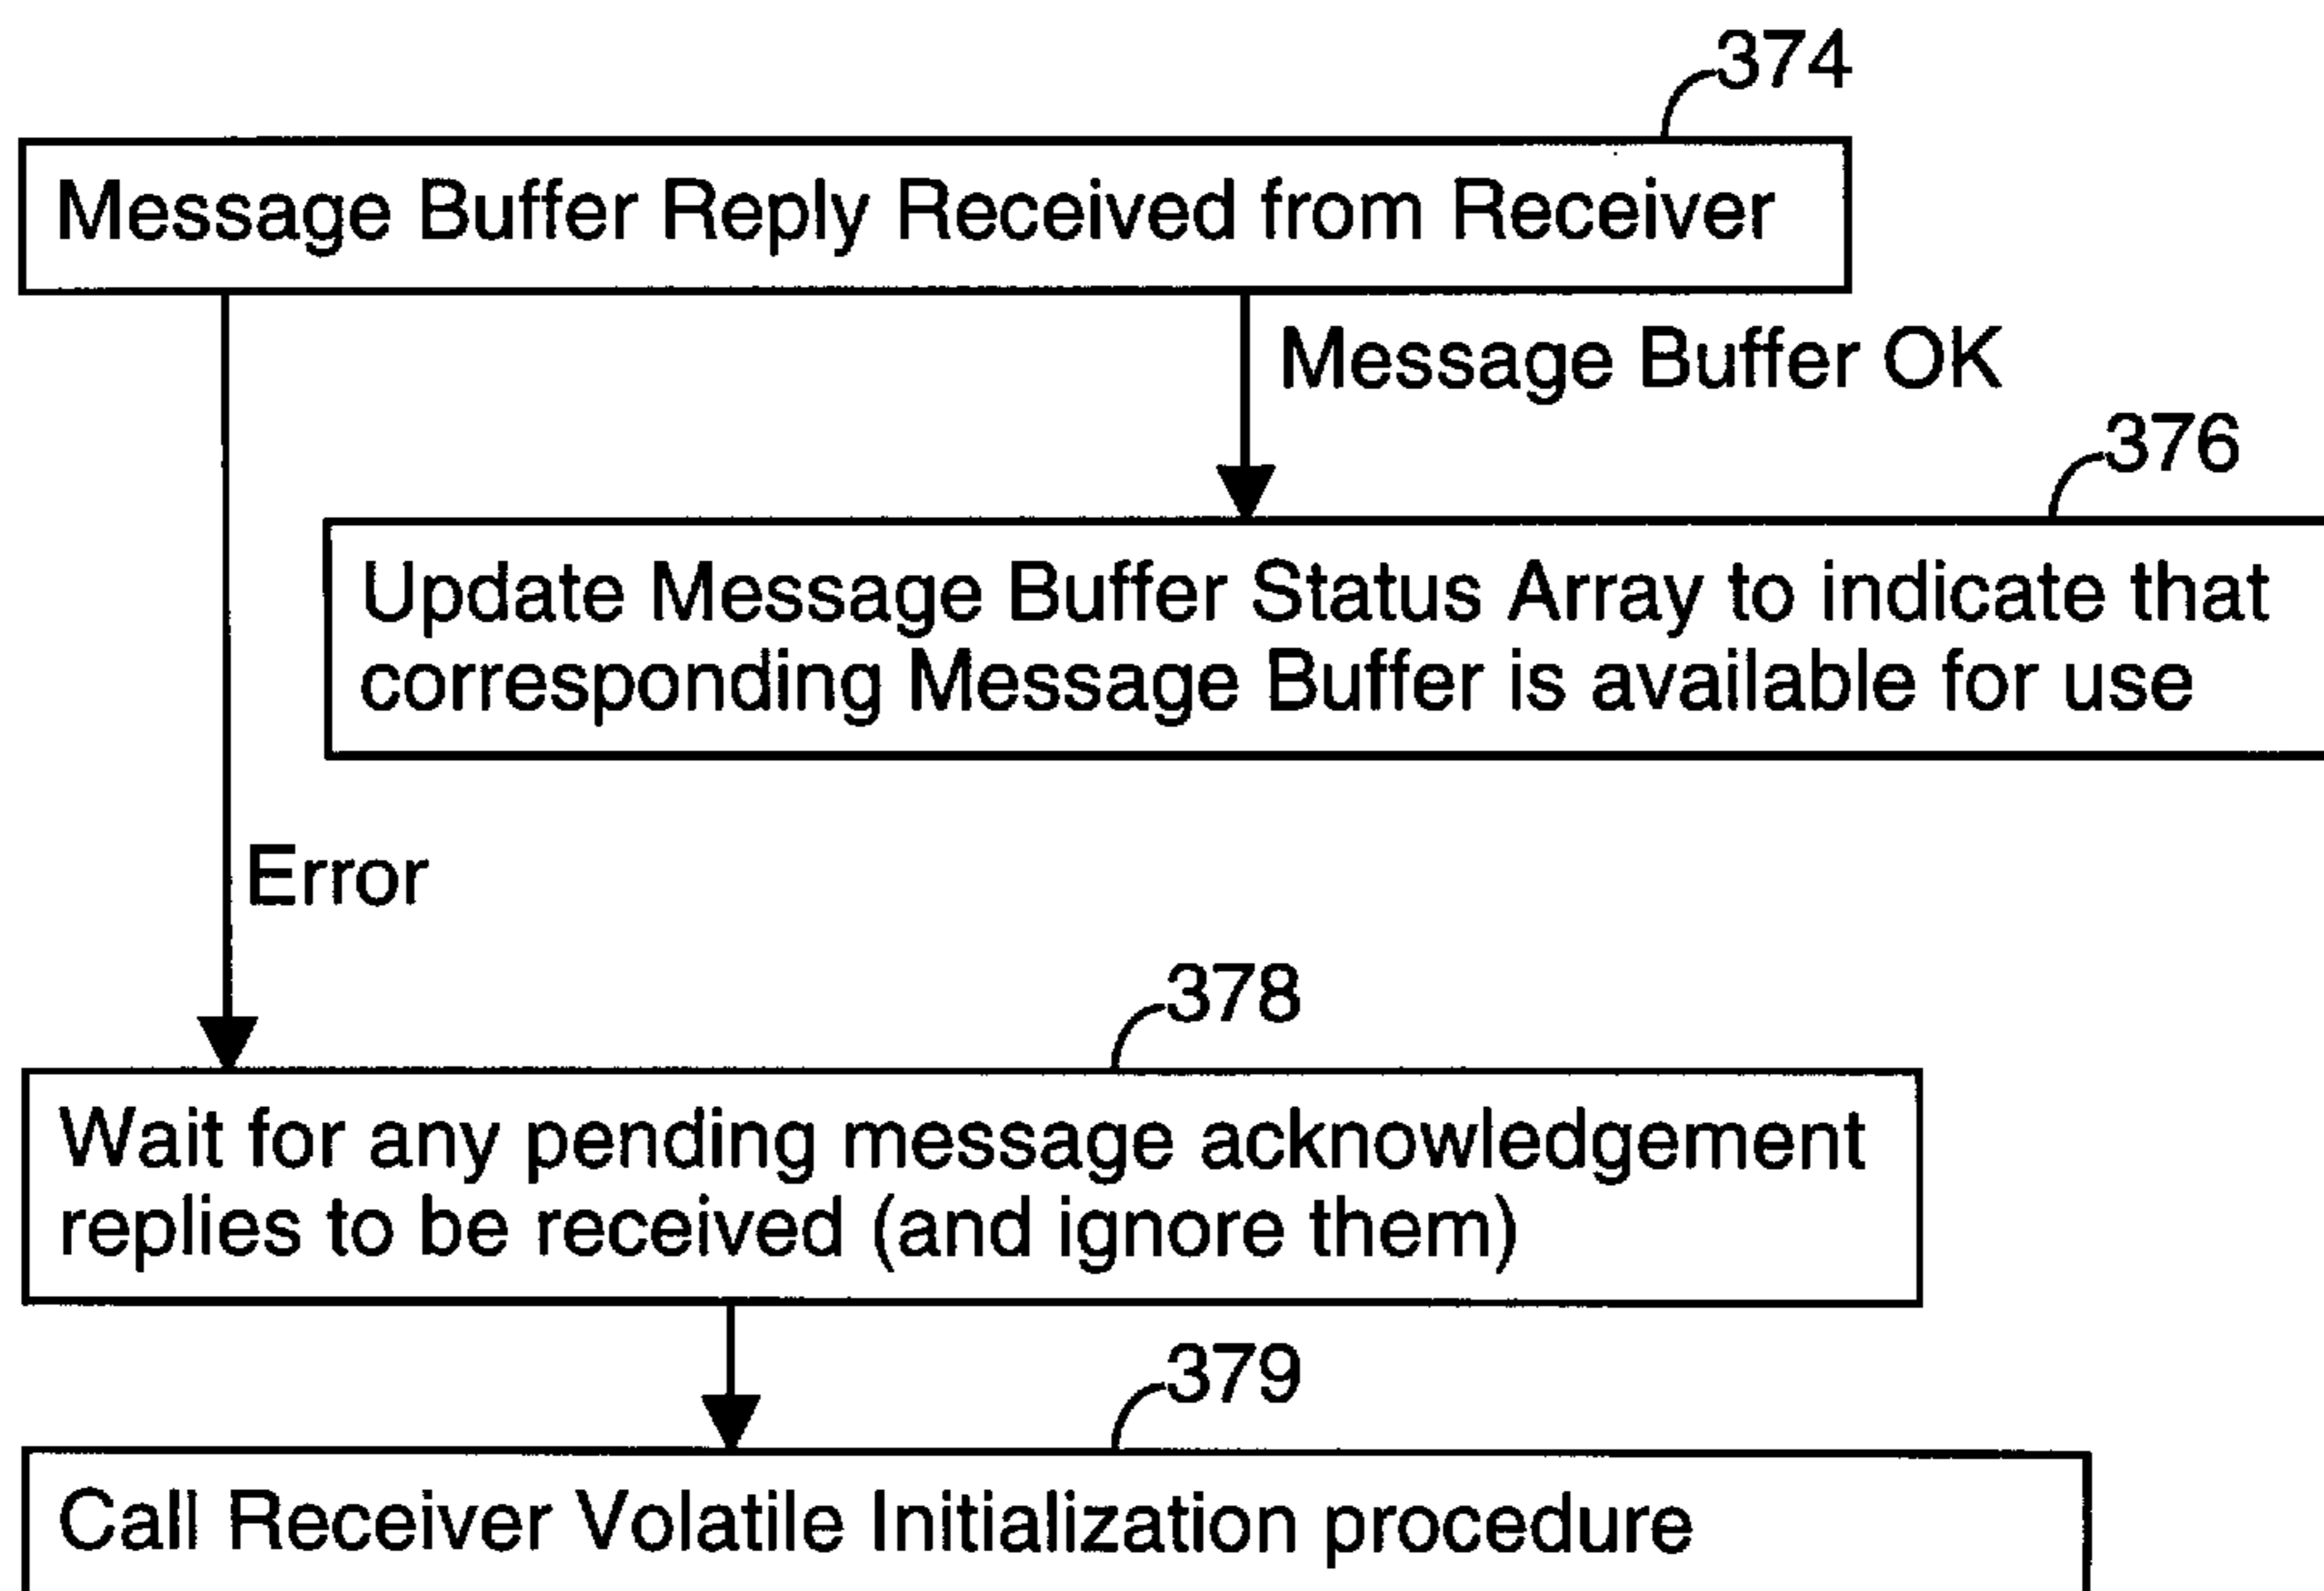 374
Message Buffer Reply Received from Receiver
Message Buffer OK
376
Update Message Buffer Status Array to indicate that
corresponding Message Buffer is available for use
Error
378
Wait for any pending message acknowledgement
replies to be received (and ignore them)
379
Call Receiver Volatile Initialization procedure